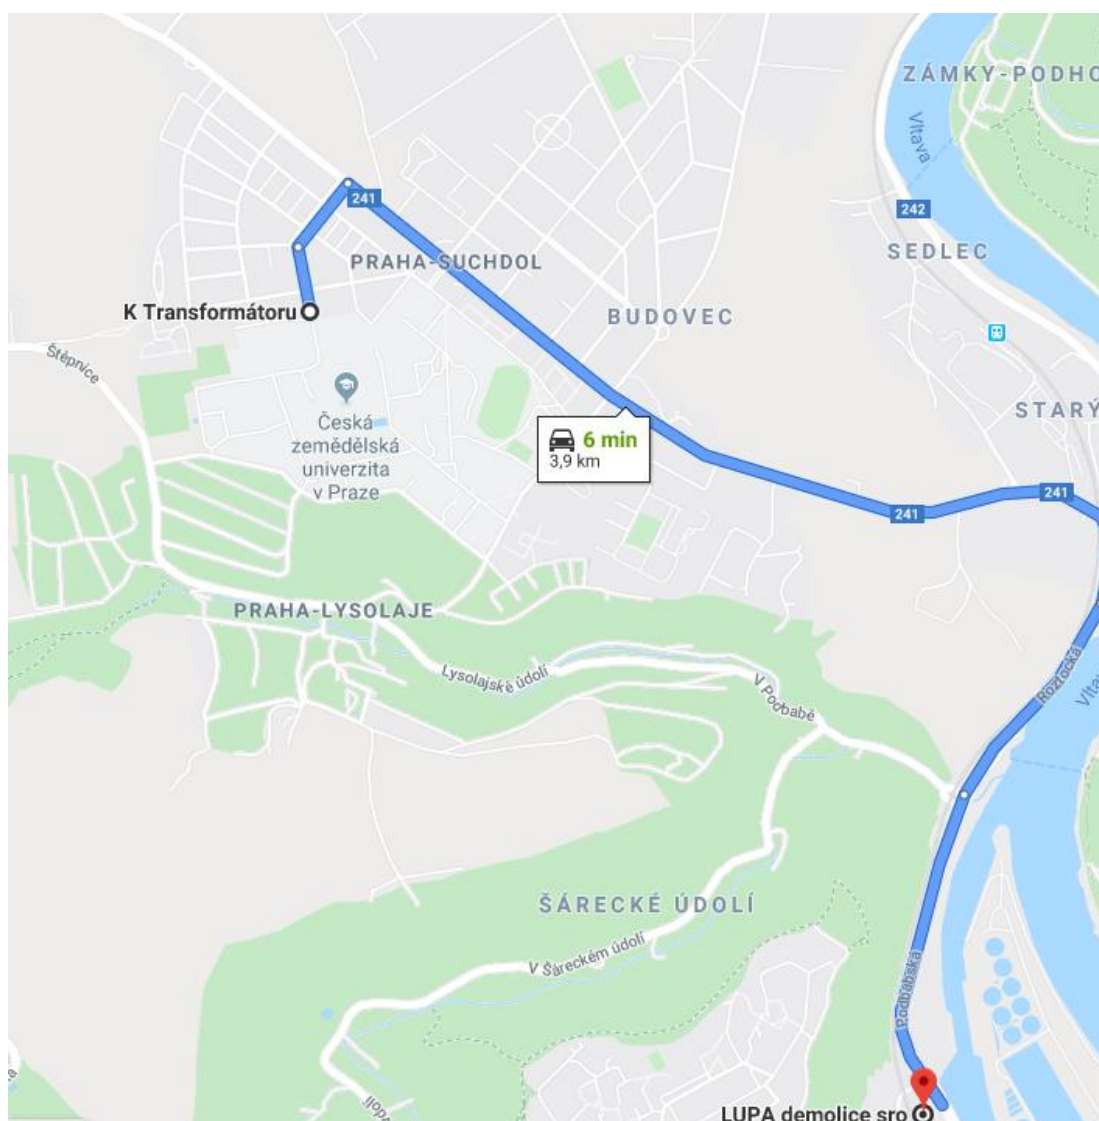 ZÁMKY-PODHO
Vltava
241
242
SEDLEC
PRAHA-SUCHDOL
K Transformátoru
BUDOVEC
Štěpnice
Česká
zemědělská
univerzita
v Praze
STARÝ
6 min
3,9 km
241
241
PRAHA-LYSOLAJE
Lysolajské údolí
V Podbabě
Roztocká
Vlta
ŠÁRECKÉ ÚDOLÍ
V Šáreckém údolí
Podbabská
údolí
LUPA demolice sro